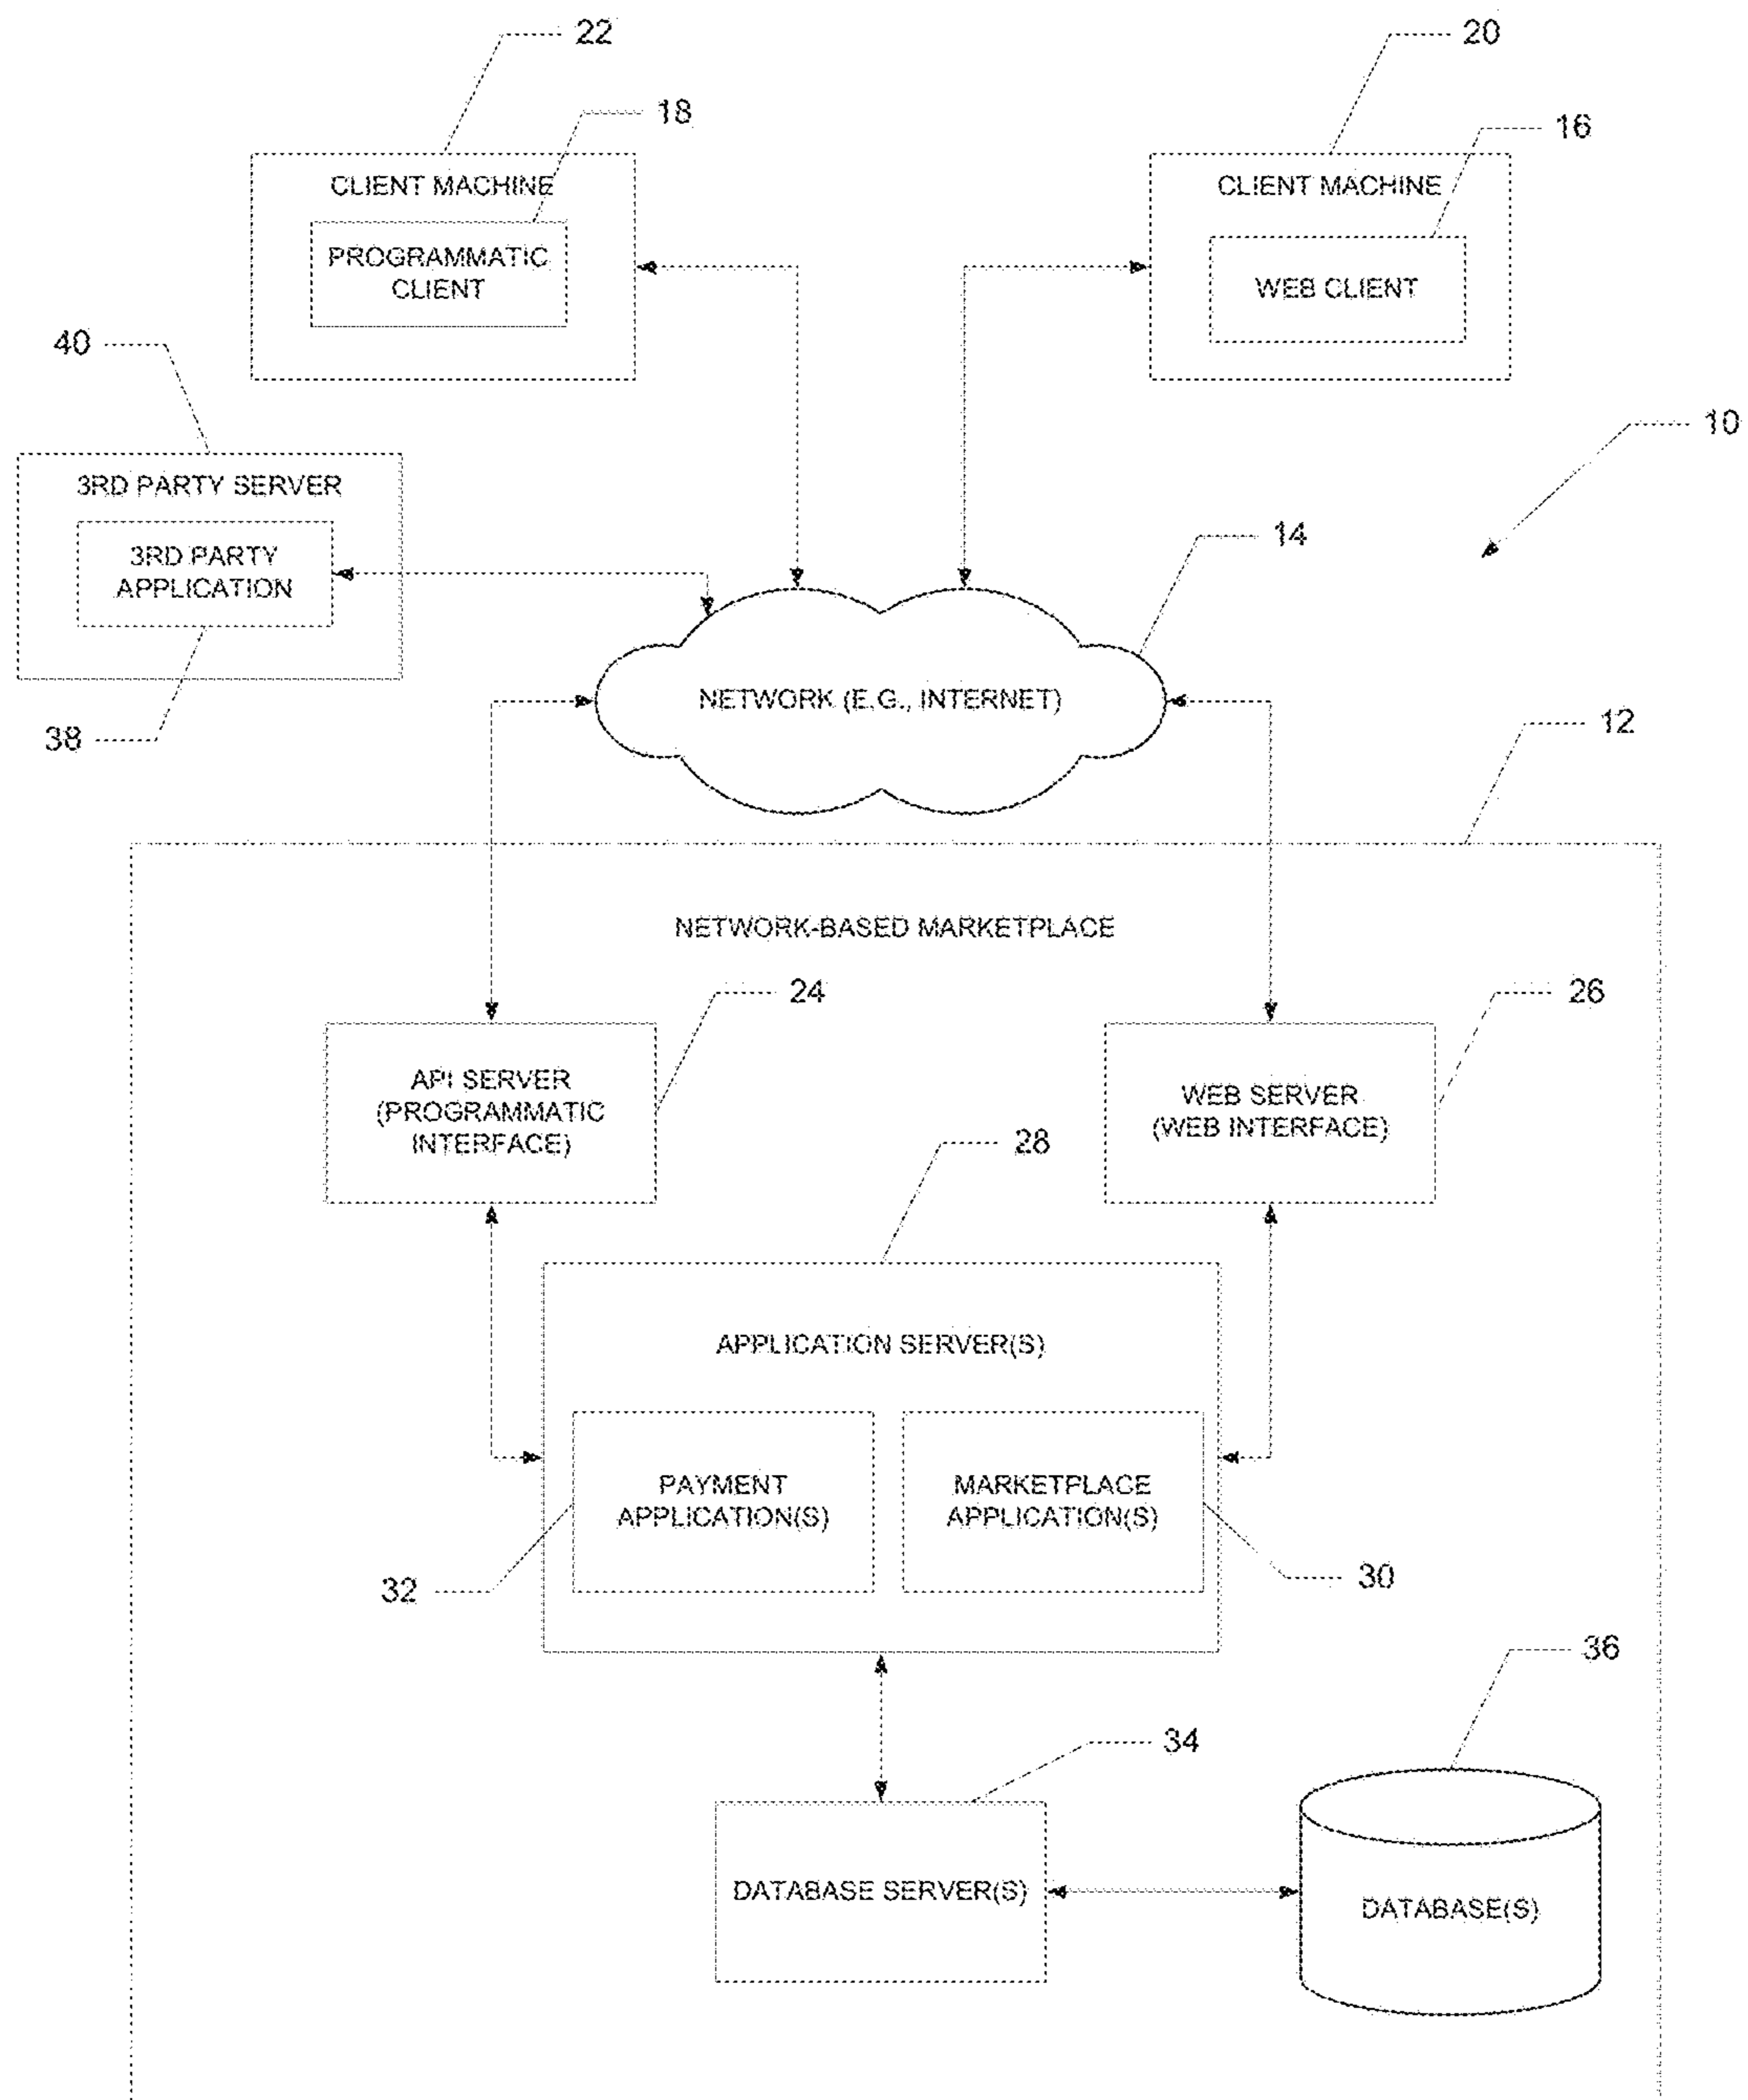 22
20
18
16
CLIENT MACHINE
CLIENT MACHINE
PROGRAMMATIC
CLIENT
WEB CLIENT
40
10
3RD PARTY SERVER
14
3RD PARTY
APPLICATION
NETWORK (E.G., INTERNET)
38
12
NETWORK-BASED MARKETPLACE
24
26
API SERVER
(PROGRAMMATIC
INTERFACE)
WEB SERVER
(WEB INTERFACE)
28
APPLICATION SERVER(S)
PAYMENT
APPLICATION(S)
MARKETPLACE
APPLICATION(S)
32
30
36
34
DATABASE SERVER(S)
DATABASE(S)